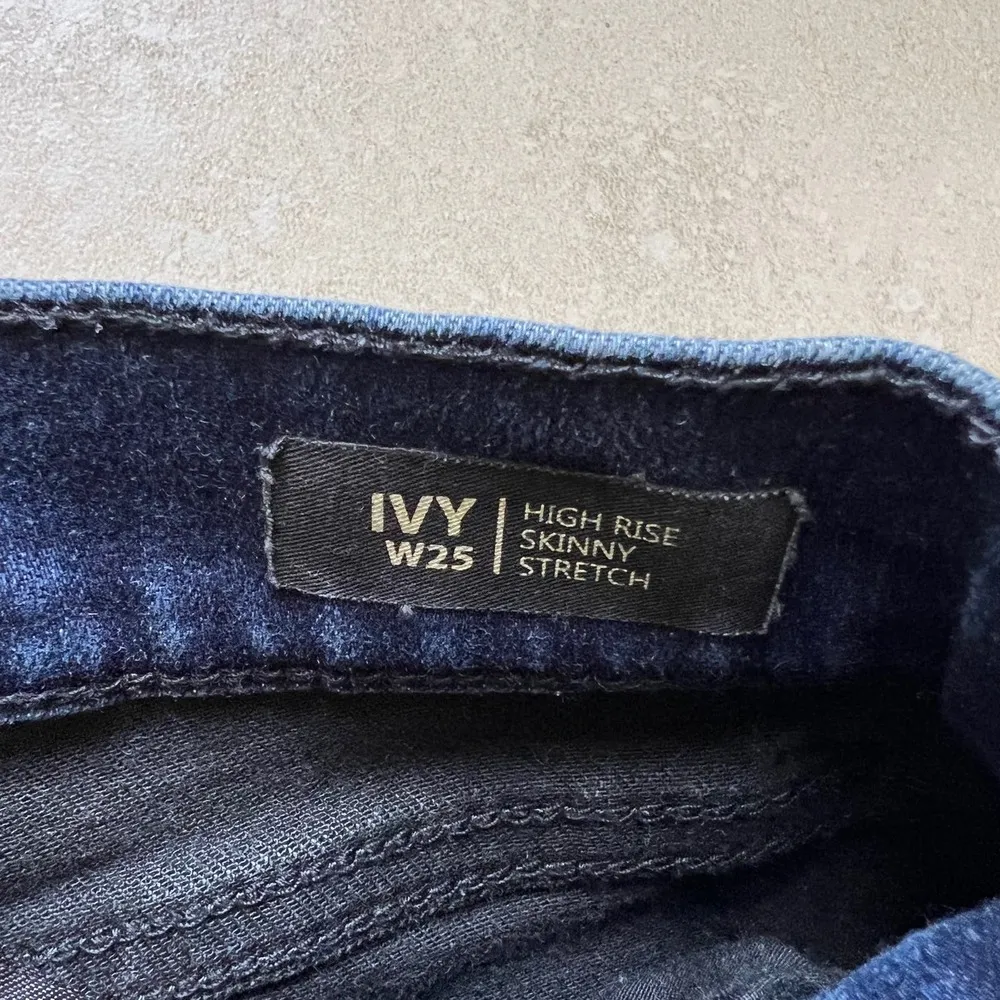 IVY
W25
HIGH RISE
SKINNY
STRETCH